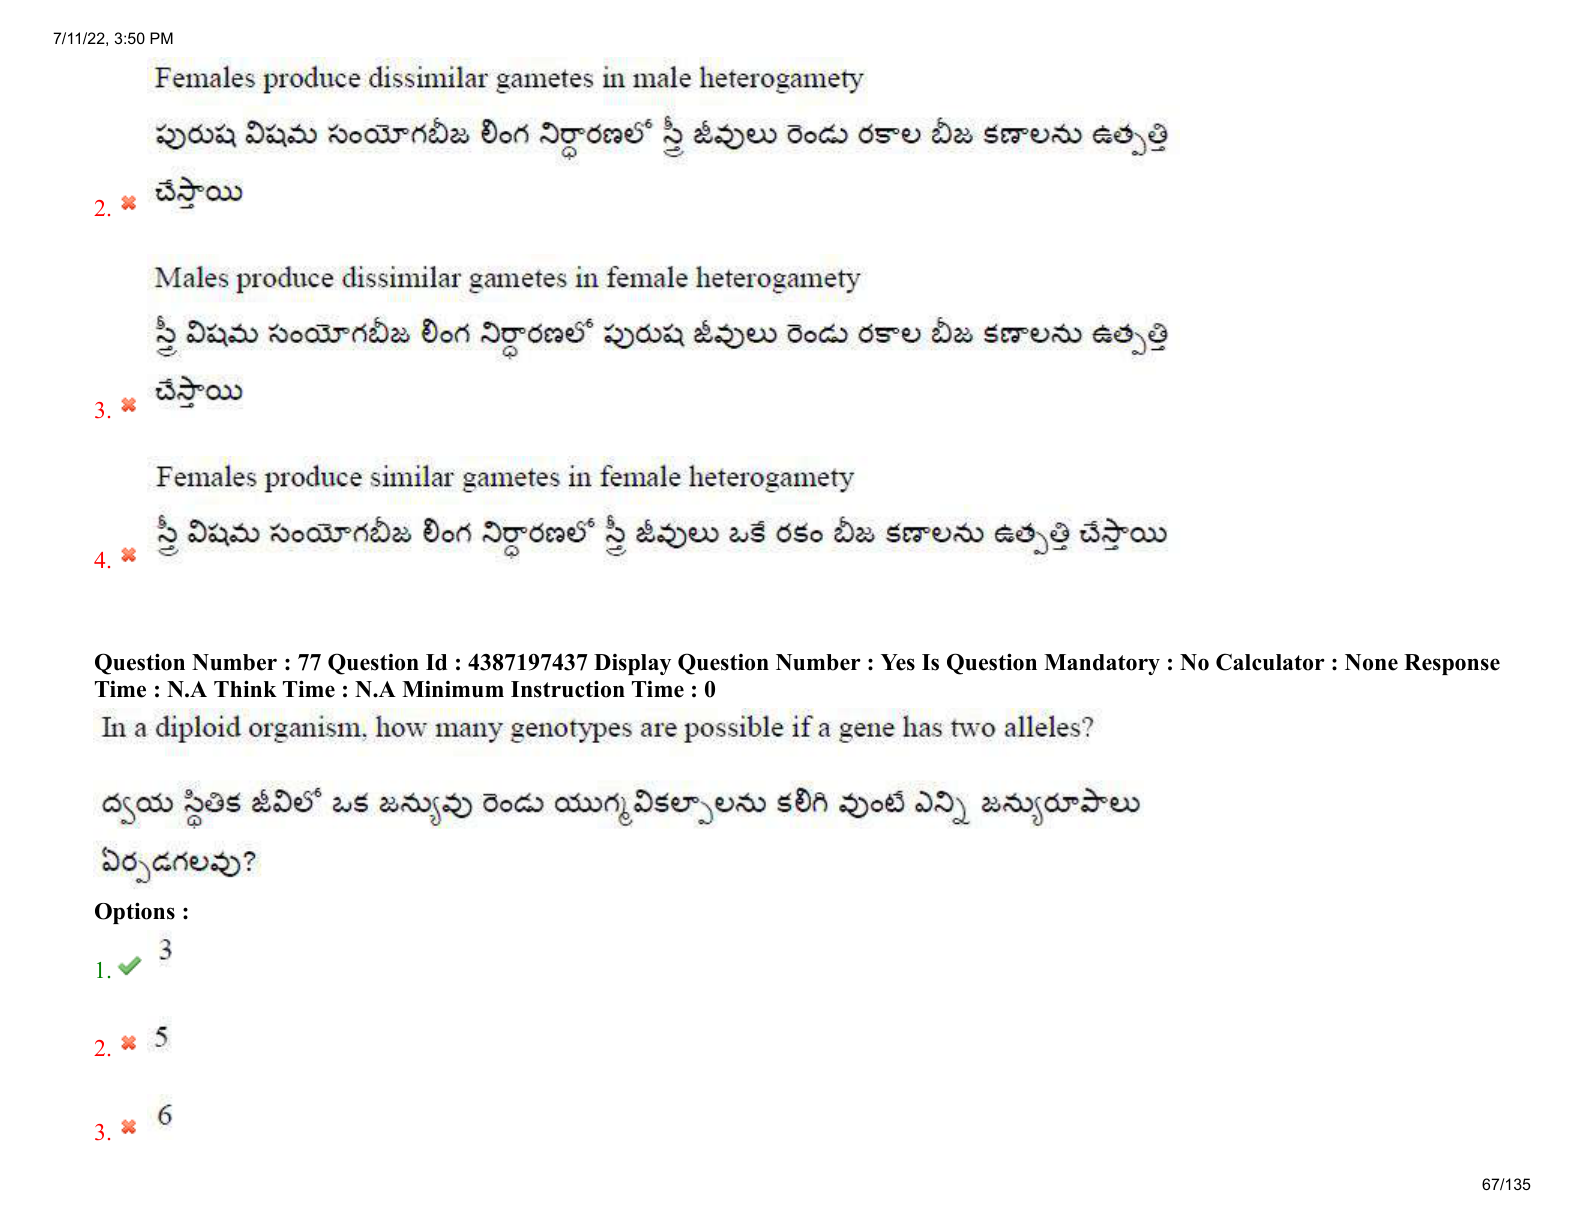 7/11/22, 3:50 PM
Females produce dissimilar gametes in male heterogamety
పురుష విషమ సంయోగబీజ లింగ నిర్ధారణలో స్త్రీ జీవులు రెండు రకాల బీజ కణాలను ఉత్పత్తి
చేస్తాయి
2.
Males produce dissimilar gametes in female heterogamety
స్త్రీ విషమ సంయోగబీజ లింగ నిర్ధారణలో పురుష జీవులు రెండు రకాల బీజ కణాలను ఉత్పత్తి
చేస్తాయి
3.
Females produce similar gametes in female heterogamety
స్త్రీ విషమ సంయోగబీజ లింగ నిర్ధారణలో స్త్రీ జీవులు ఒకే రకం బీజ కణాలను ఉత్పత్తి చేస్తాయి
4.
Question Number : 77 Question Id : 4387197437 Display Question Number : Yes Is Question Mandatory : No Calculator : None Response
Time : N.A Think Time : N.A Minimum Instruction Time : 0
In a diploid organism, how many genotypes are possible if a gene has two alleles?
ద్వయ స్థితిక జీవిలో ఒక జన్యువు రెండు యుగ్మవికల్పాలను కలిగి వుంటే ఎన్ని జన్యురూపాలు
ఏర్పడగలవు?
Options :
1. 3
2. 5
3. 6
67/135